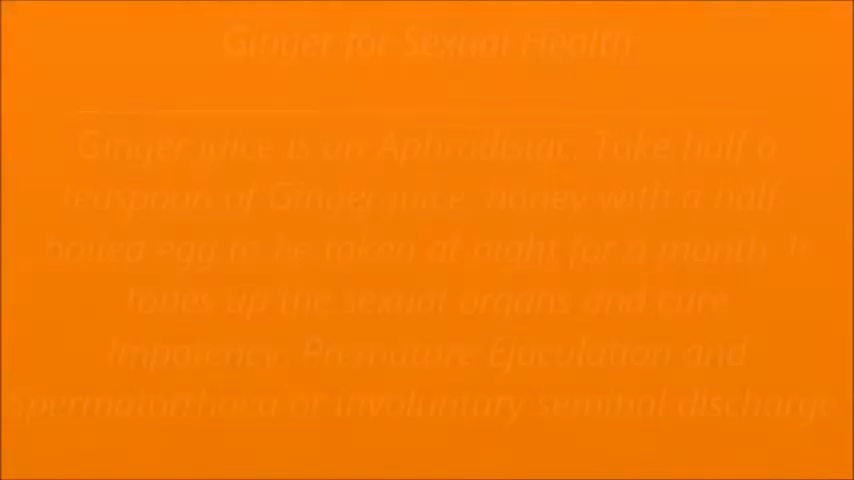 Ginger for Sexual Health
Ginger juice is an Aphrodisiac. Take half a
teaspoon of Ginger juice, honey with a half
boiled egg to be taken at night for a month. It
tones up the sexual organs and cure
Impotency, Premature Ejaculation and
Spermatorrhoea or involuntary seminal discharge.